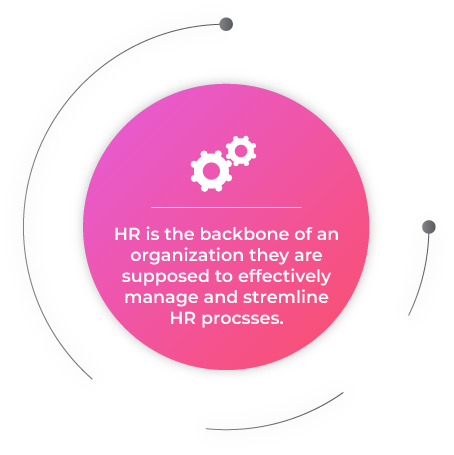 HR is the backbone of an
organization they are
supposed to effectively
manage and stremline
HR procsses.